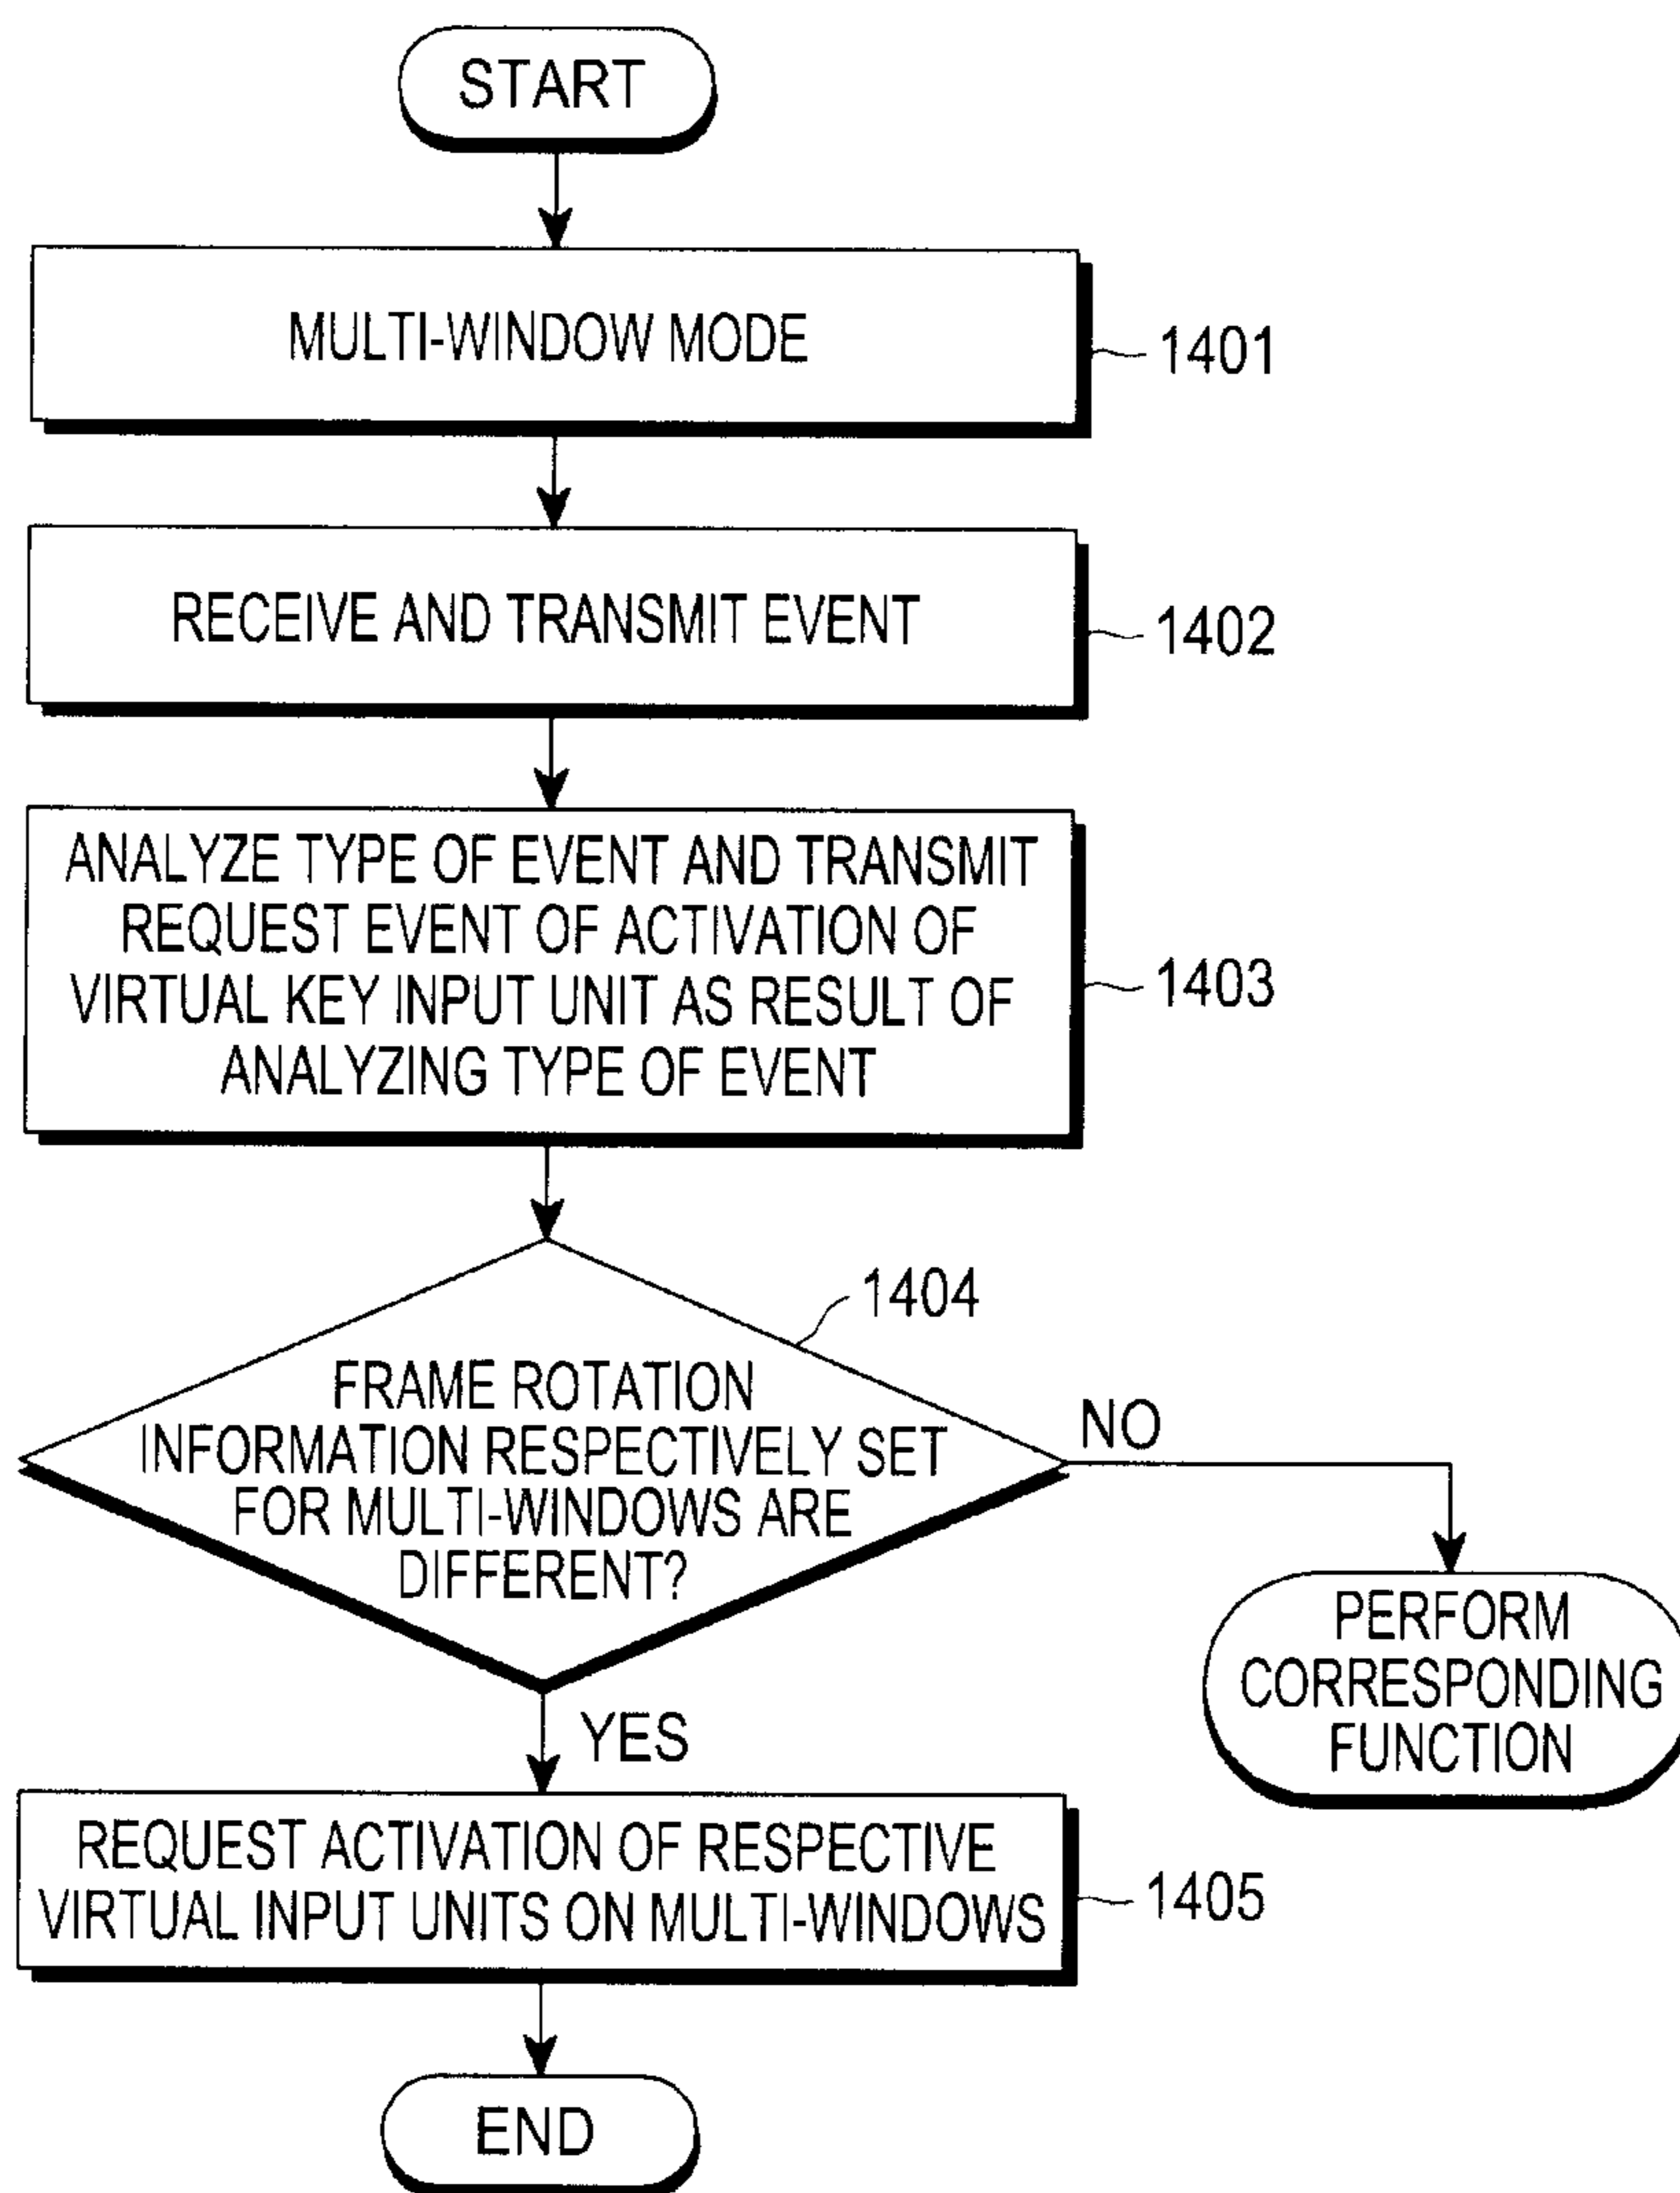 START
MULTI-WINDOW MODE
1401
RECEIVE AND TRANSMIT EVENT
1402
ANALYZE TYPE OF EVENT AND TRANSMIT
REQUEST EVENT OF ACTIVATION OF
VIRTUAL KEY INPUT UNIT AS RESULT OF
ANALYZING TYPE OF EVENT
1403
1404
FRAME ROTATION
INFORMATION RESPECTIVELY SET
FOR MULTI-WINDOWS ARE
DIFFERENT?
NO
PERFORM
CORRESPONDING
FUNCTION
YES
REQUEST ACTIVATION OF RESPECTIVE
VIRTUAL INPUT UNITS ON MULTI-WINDOWS
1405
END